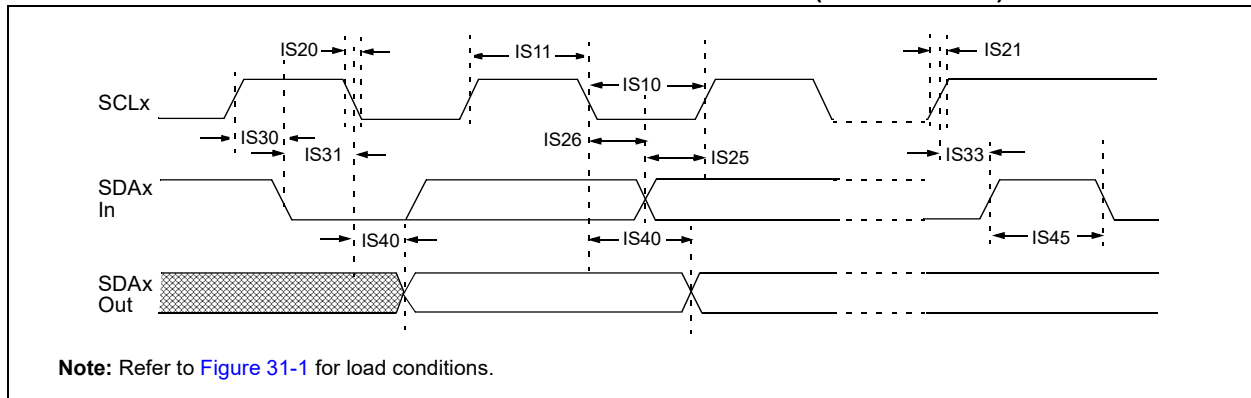 IS20
IS11
IS21
IS10
SCLx
IS30
IS26
IS31
IS25
IS33
SDAx
In
IS40
IS40
IS45
SDAx
Out
Note: Refer to Figure 31-1 for load conditions.